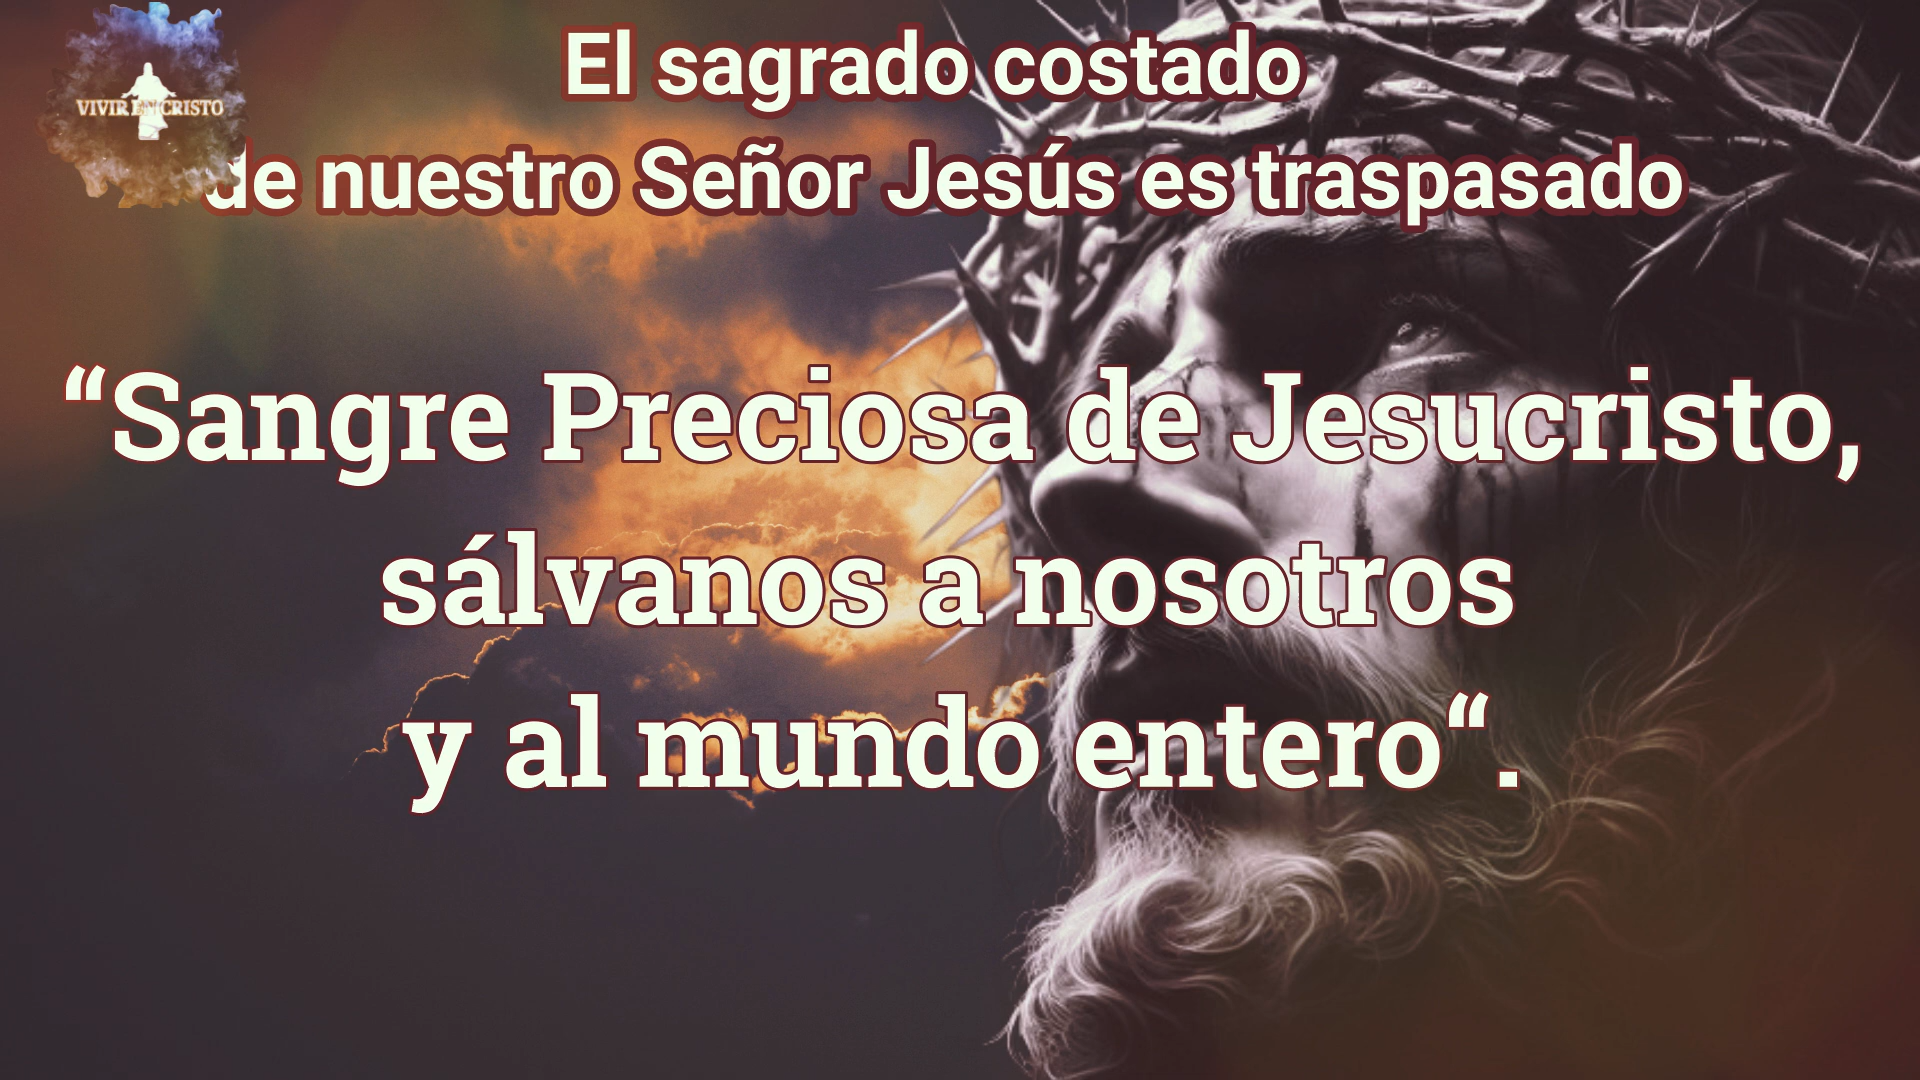 VIVIR EN CRISTO
El sagrado costado
de nuestro Señor Jesús es traspasado
“Sangre Preciosa de Jesucristo,
sálvanos a nosotros
y al mundo entero“.